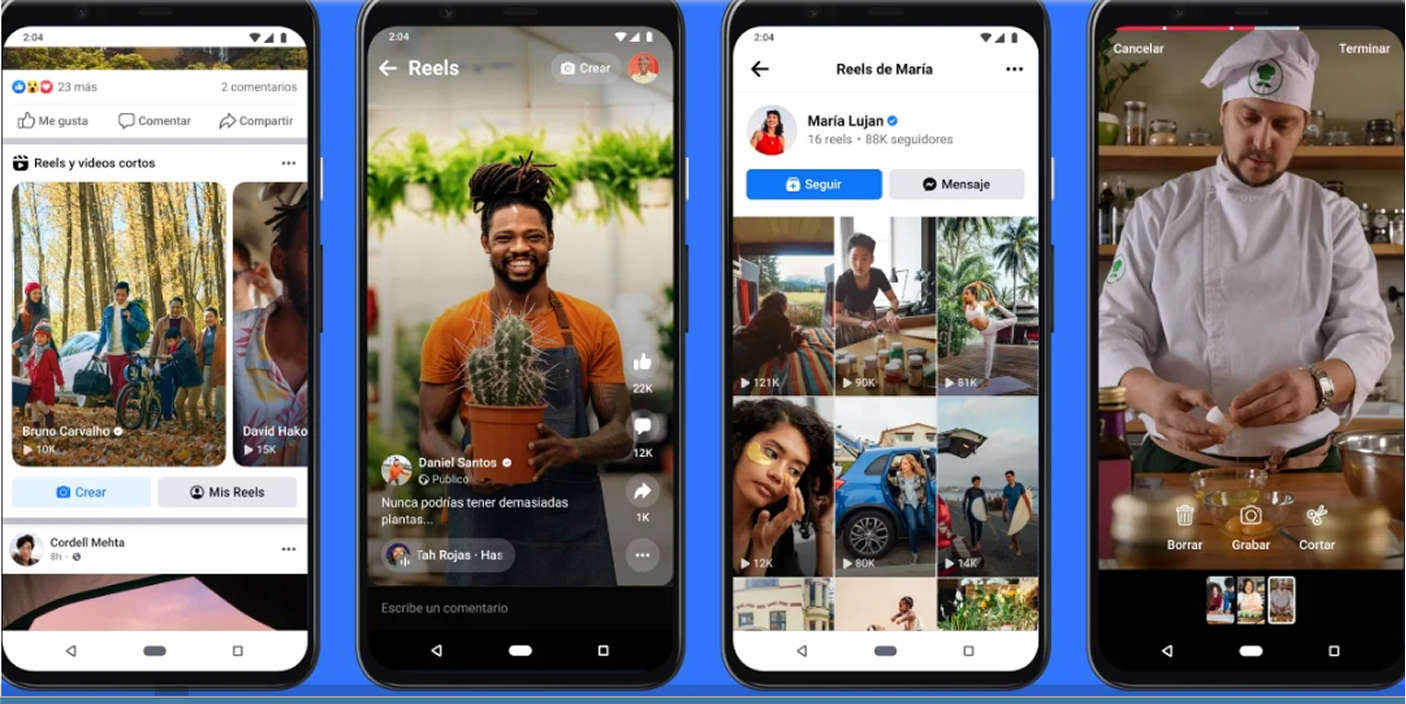 2:04
23 más
2 comentarios
Me gusta
Comentar
Compartir
Reels y videos cortos
Bruno Carvalho
10K
David Hako
15K
Crear
Mis Reels
Cordell Mehta
8h
2:04
Reels
Crear
22K
12K
Daniel Santos
Público
Nunca podrías tener demasiadas
plantas...
1K
Tah Rojas · Has
Escribe un comentario
2:04
Reels de María
María Lujan
16 reels • 88K seguidores
Seguir
Mensaje
121K
90K
81K
12K
80K
14K
Cancelar
Terminar
Borrar
Grabar
Cortar